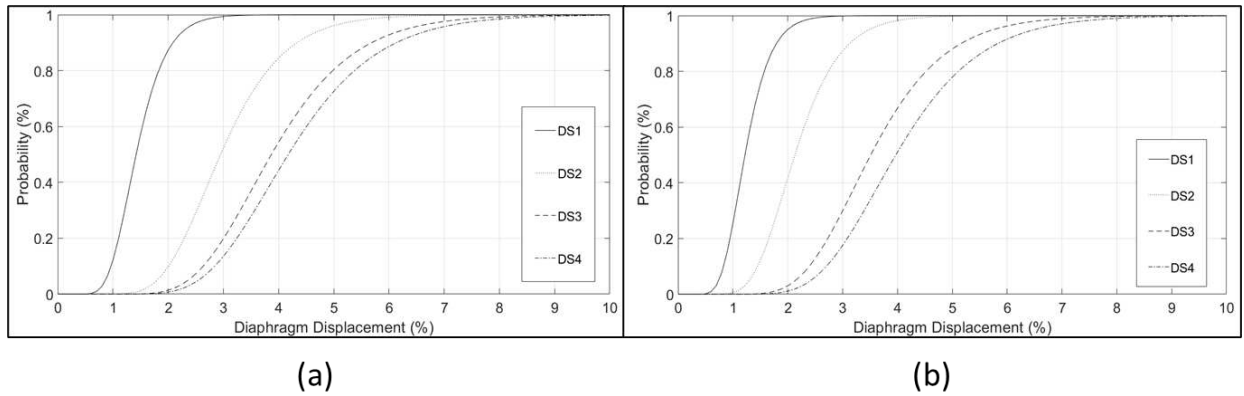 1
0.8
0.6
0.4
0.2
0
Probability (%)
DS1
DS2
DS3
DS4
0 1 2 3 4 5 6 7 8 9 10
Diaphragm Displacement (%)
(a)
1
0.8
0.6
0.4
0.2
0
Probability (%)
DS1
DS2
DS3
DS4
0 1 2 3 4 5 6 7 8 9 10
Diaphragm Displacement (%)
(b)